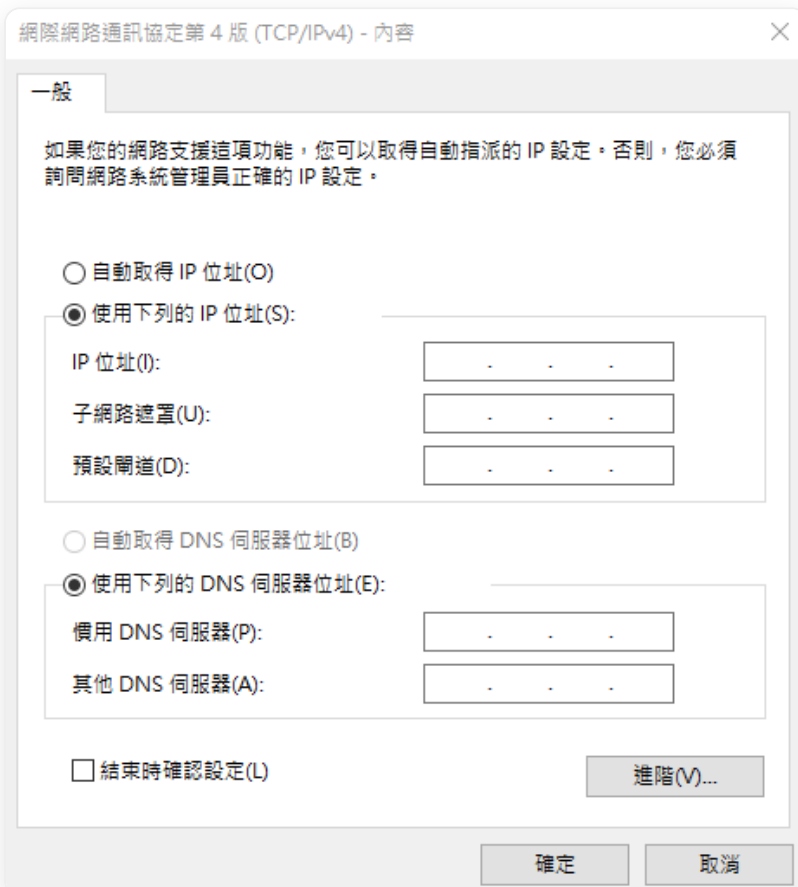 網際網路通訊協定第 4 版 (TCP/IPv4) - 內容
一般
如果您的網路支援這項功能，您可以取得自動指派的 IP 設定。否則，您必須
詢問網路系統管理員正確的 IP 設定。
自動取得 IP 位址(O)
使用下列的 IP 位址(S):
IP 位址(I): . . .
子網路遮罩(U): . . .
預設閘道(D): . . .
自動取得 DNS 伺服器位址(B)
使用下列的 DNS 伺服器位址(E):
慣用 DNS 伺服器(P): . . .
其他 DNS 伺服器(A): . . .
結束時確認設定(L)
進階(V)...
確定 取消